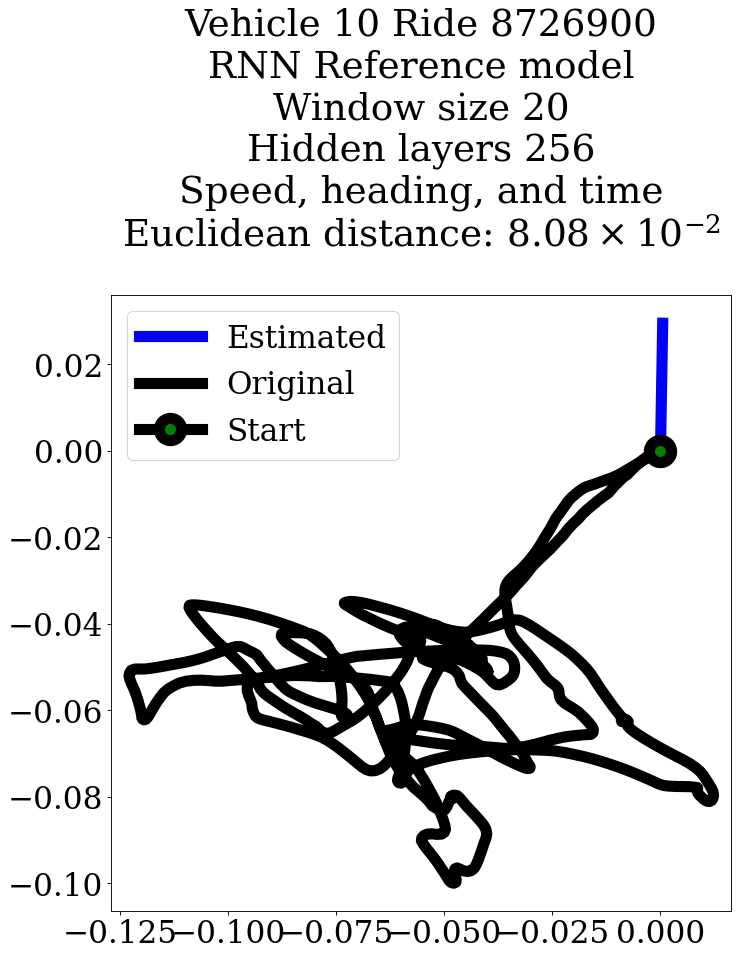 Vehicle 10 Ride 8726900
RNN Reference model
Window size 20
Hidden layers 256
Speed, heading, and time
Euclidean distance: 8.08 × 10⁻²
Estimated
Original
Start
0.02
0.00
−0.02
−0.04
−0.06
−0.08
−0.10
−0.125 −0.100 −0.075 −0.050 −0.025 0.000